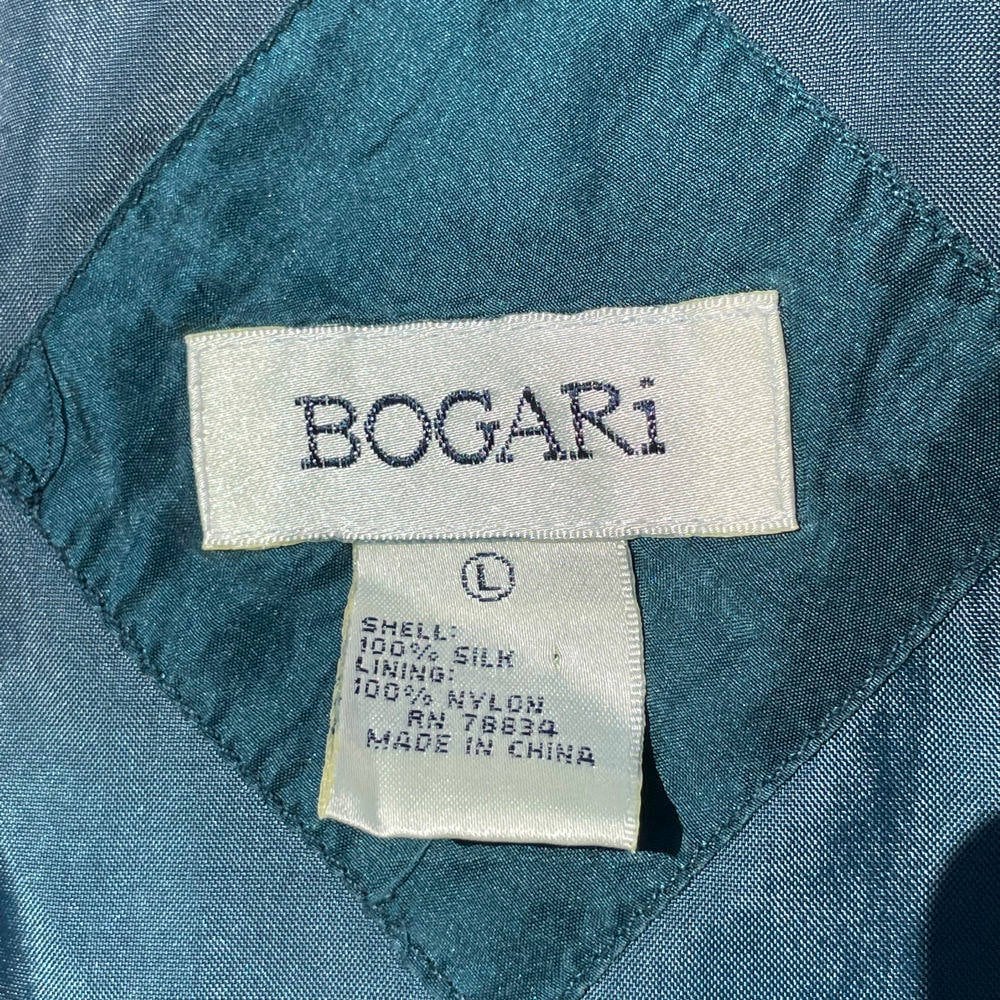 BOGARi
L
SHELL:
100% SILK
LINING:
100% NYLON
RN 78834
MADE IN CHINA